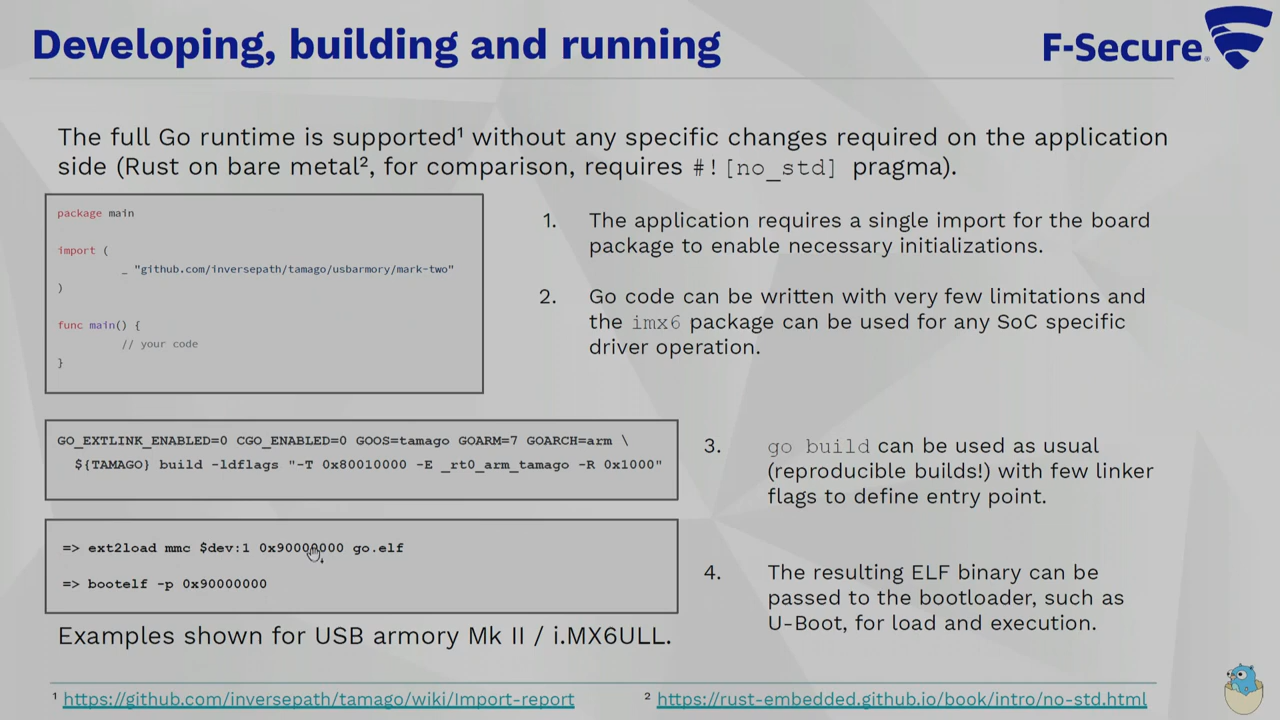 Developing, building and running
F-Secure®
The full Go runtime is supported¹ without any specific changes required on the application
side (Rust on bare metal², for comparison, requires #![no_std] pragma).
package main
import (
_ "github.com/inversepath/tamago/usbarmory/mark-two"
)
func main() {
// your code
}
1. The application requires a single import for the board
package to enable necessary initializations.
2. Go code can be written with very few limitations and
the imx6 package can be used for any SoC specific
driver operation.
GO_EXTLINK_ENABLED=0 CGO_ENABLED=0 GOOS=tamago GOARM=7 GOARCH=arm \
${TAMAGO} build -ldflags "-T 0x80010000 -E _rt0_arm_tamago -R 0x1000"
3. go build can be used as usual
(reproducible builds!) with few linker
flags to define entry point.
=> ext2load mmc $dev:1 0x90000000 go.elf
=> bootelf -p 0x90000000
4. The resulting ELF binary can be
passed to the bootloader, such as
U-Boot, for load and execution.
Examples shown for USB armory Mk II / i.MX6ULL.
¹ https://github.com/inversepath/tamago/wiki/Import-report
² https://rust-embedded.github.io/book/intro/no-std.html